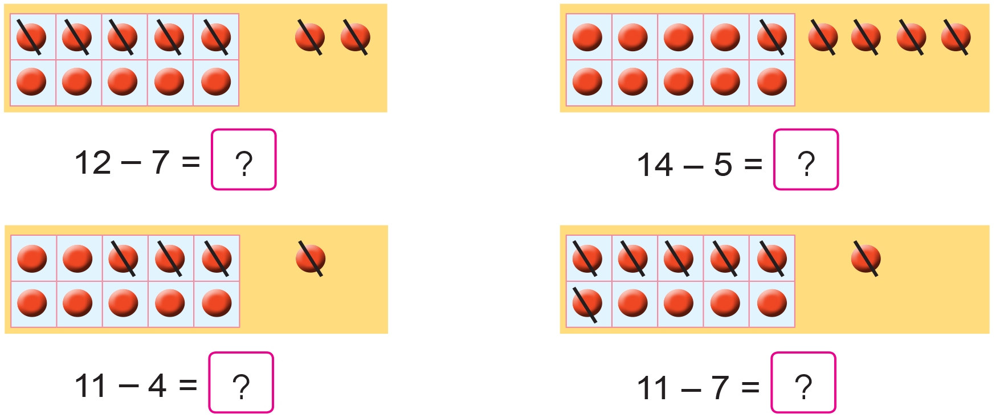 12 – 7 = ?
14 – 5 = ?
11 – 4 = ?
11 – 7 = ?